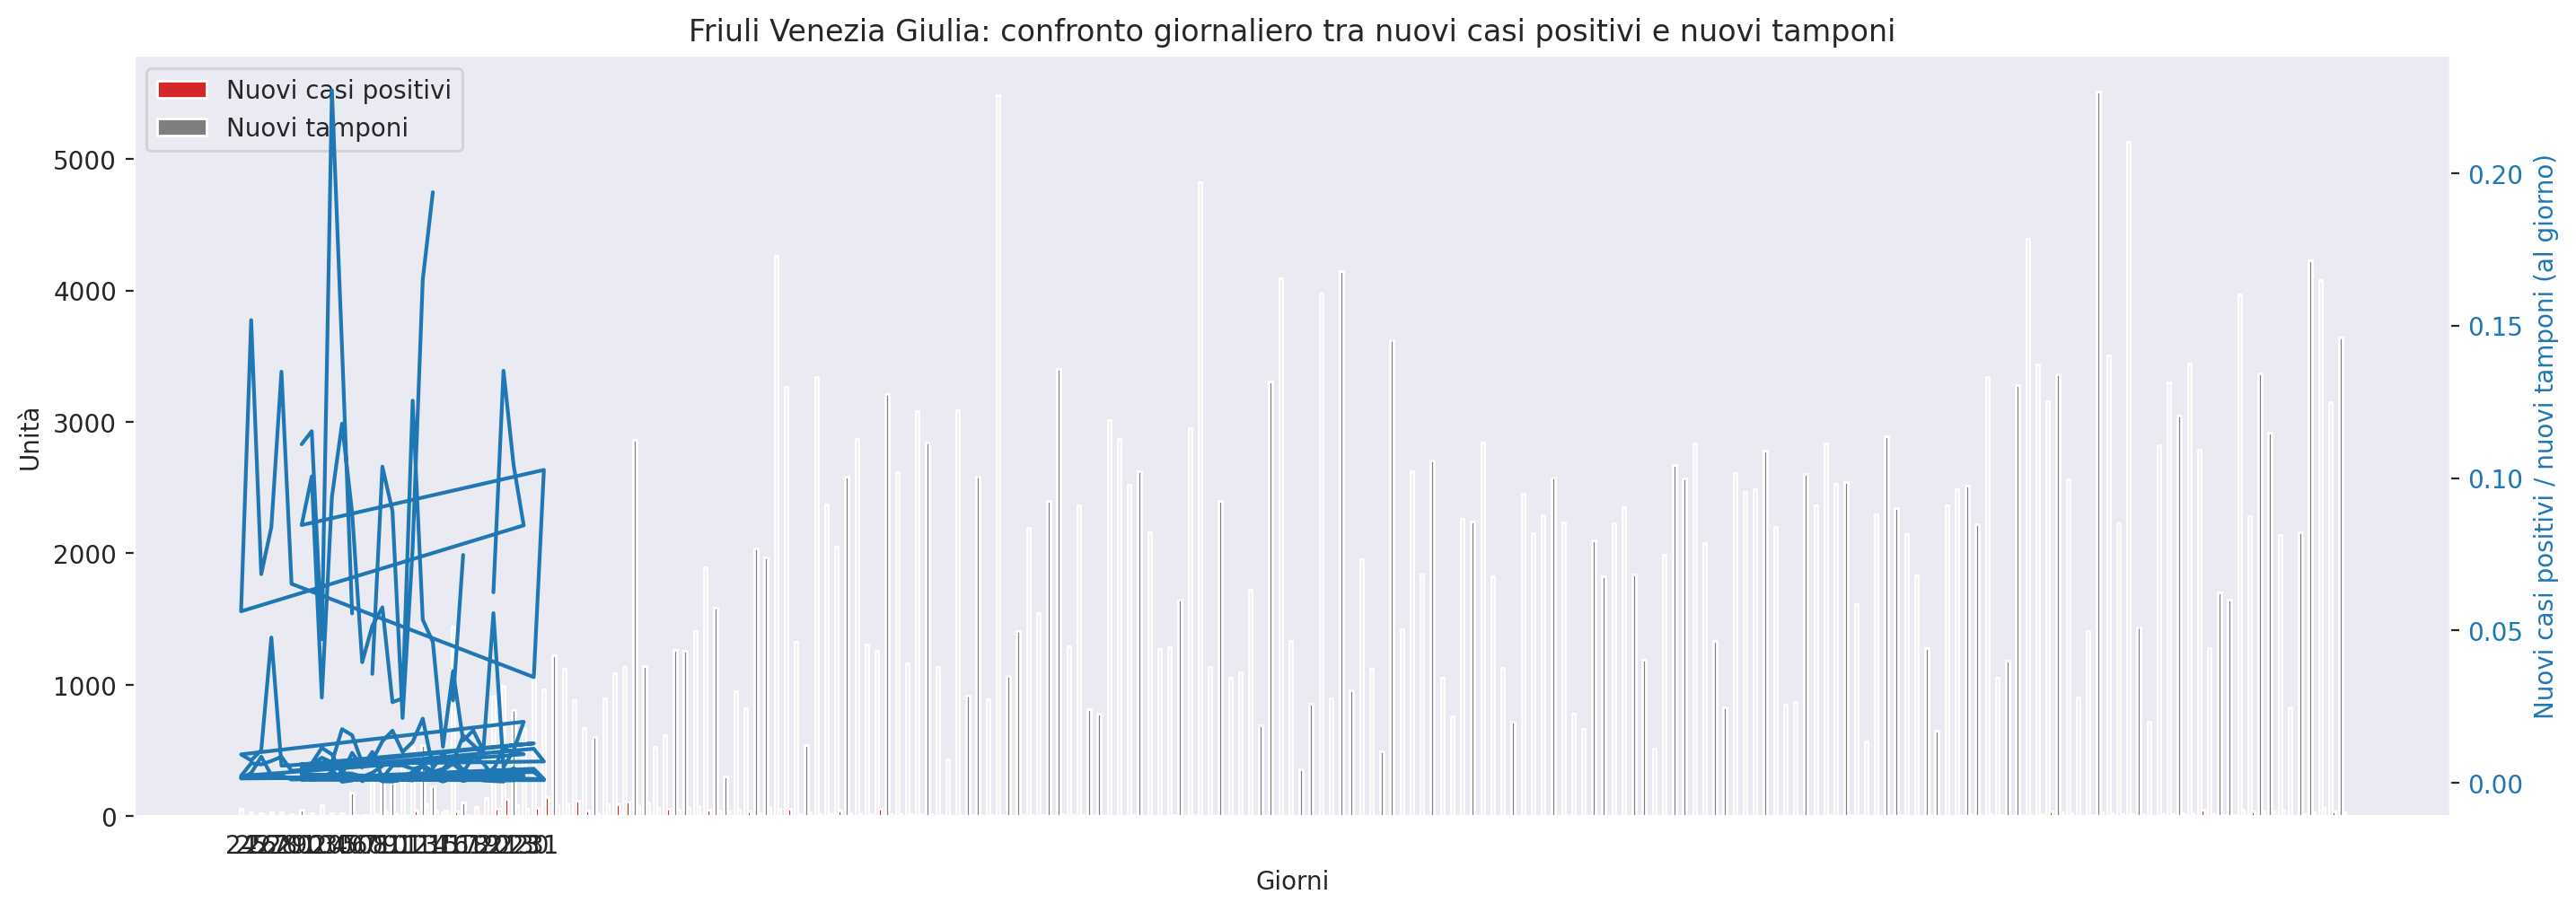 Friuli Venezia Giulia: confronto giornaliero tra nuovi casi positivi e nuovi tamponi
Nuovi casi positivi
Nuovi tamponi
5000
4000
3000
2000
1000
0
Unità
0.20
0.15
0.10
0.05
0.00
Nuovi casi positivi / nuovi tamponi (al giorno)
Giorni